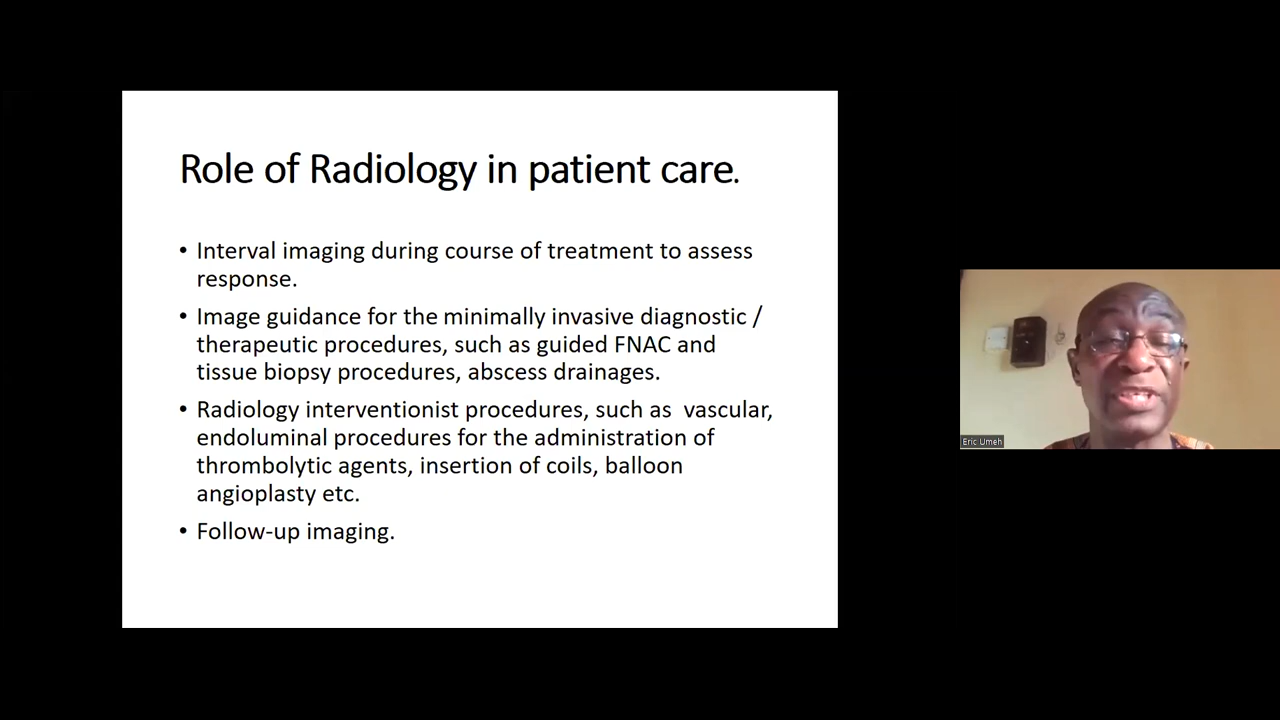 Role of Radiology in patient care.
• Interval imaging during course of treatment to assess
response.
• Image guidance for the minimally invasive diagnostic /
therapeutic procedures, such as guided FNAC and
tissue biopsy procedures, abscess drainages.
• Radiology interventionist procedures, such as  vascular,
endoluminal procedures for the administration of
thrombolytic agents, insertion of coils, balloon
angioplasty etc.
• Follow-up imaging.
Eric Umeh